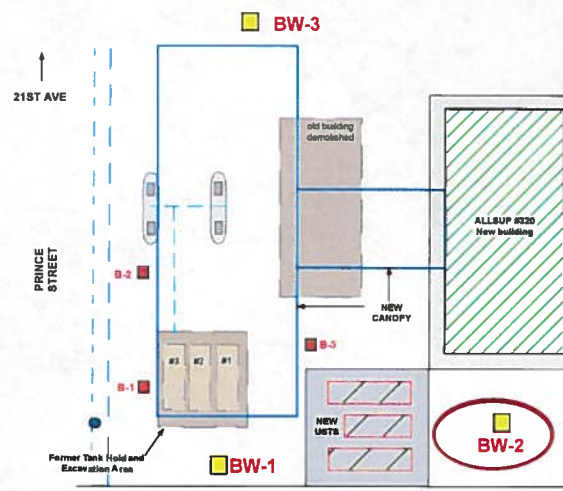 BW-3
21ST AVE
old building
demolished
ALLSUP #320
New building
PRINCE
STREET
B-2
NEW
CANOPY
B-3
#3 #2 #1
B-1
NEW
USTS
BW-2
Former Tank Hold and
Excavation Area
BW-1